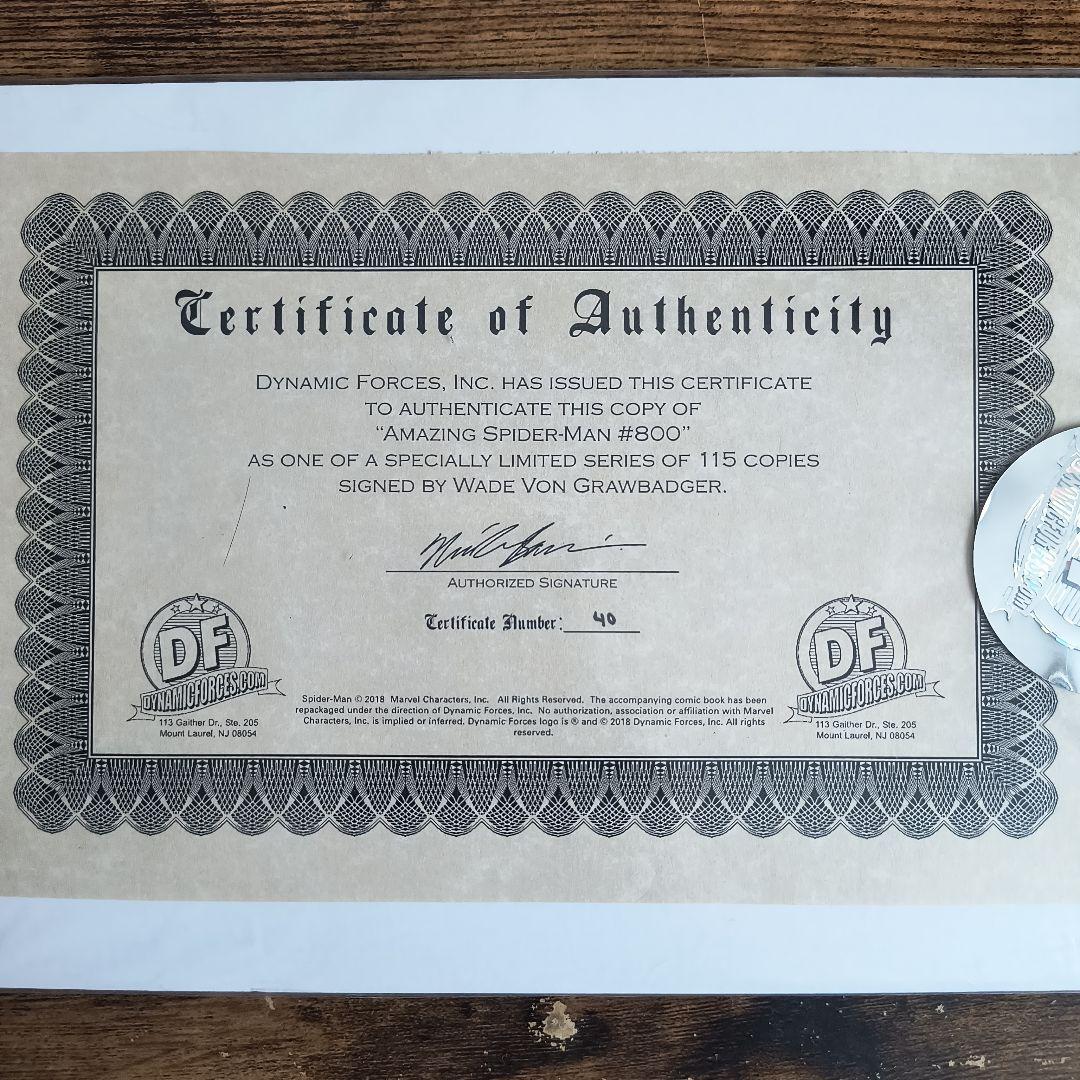 Certificate of Authenticity
DYNAMIC FORCES, INC. HAS ISSUED THIS CERTIFICATE
TO AUTHENTICATE THIS COPY OF
“AMAZING SPIDER-MAN #800”
AS ONE OF A SPECIALLY LIMITED SERIES OF 115 COPIES
SIGNED BY WADE VON GRAWBADGER.
AUTHORIZED SIGNATURE
Certificate Number: 40
DF
DYNAMICFORCES.COM
113 Gaither Dr., Ste. 205
Mount Laurel, NJ 08054
Spider-Man © 2018 Marvel Characters, Inc. All Rights Reserved. The accompanying comic book has been
repackaged under the direction of Dynamic Forces, Inc. No authorization, association or affiliation with Marvel
Characters, Inc. is implied or inferred. Dynamic Forces logo is ® and © 2018 Dynamic Forces, Inc. All rights
reserved.
DF
DYNAMICFORCES.COM
113 Gaither Dr., Ste. 205
Mount Laurel, NJ 08054